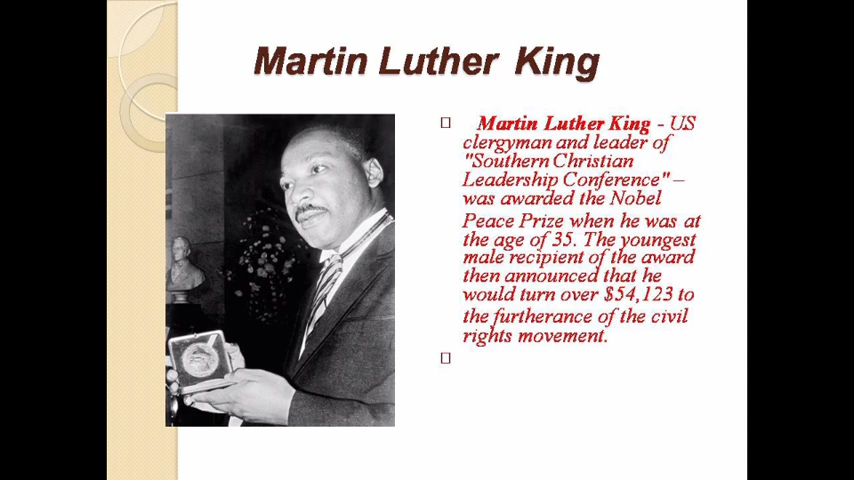 Martin Luther King
Martin Luther King - US
clergyman and leader of
"Southern Christian
Leadership Conference" –
was awarded the Nobel
Peace Prize when he was at
the age of 35. The youngest
male recipient of the award
then announced that he
would turn over $54,123 to
the furtherance of the civil
rights movement.